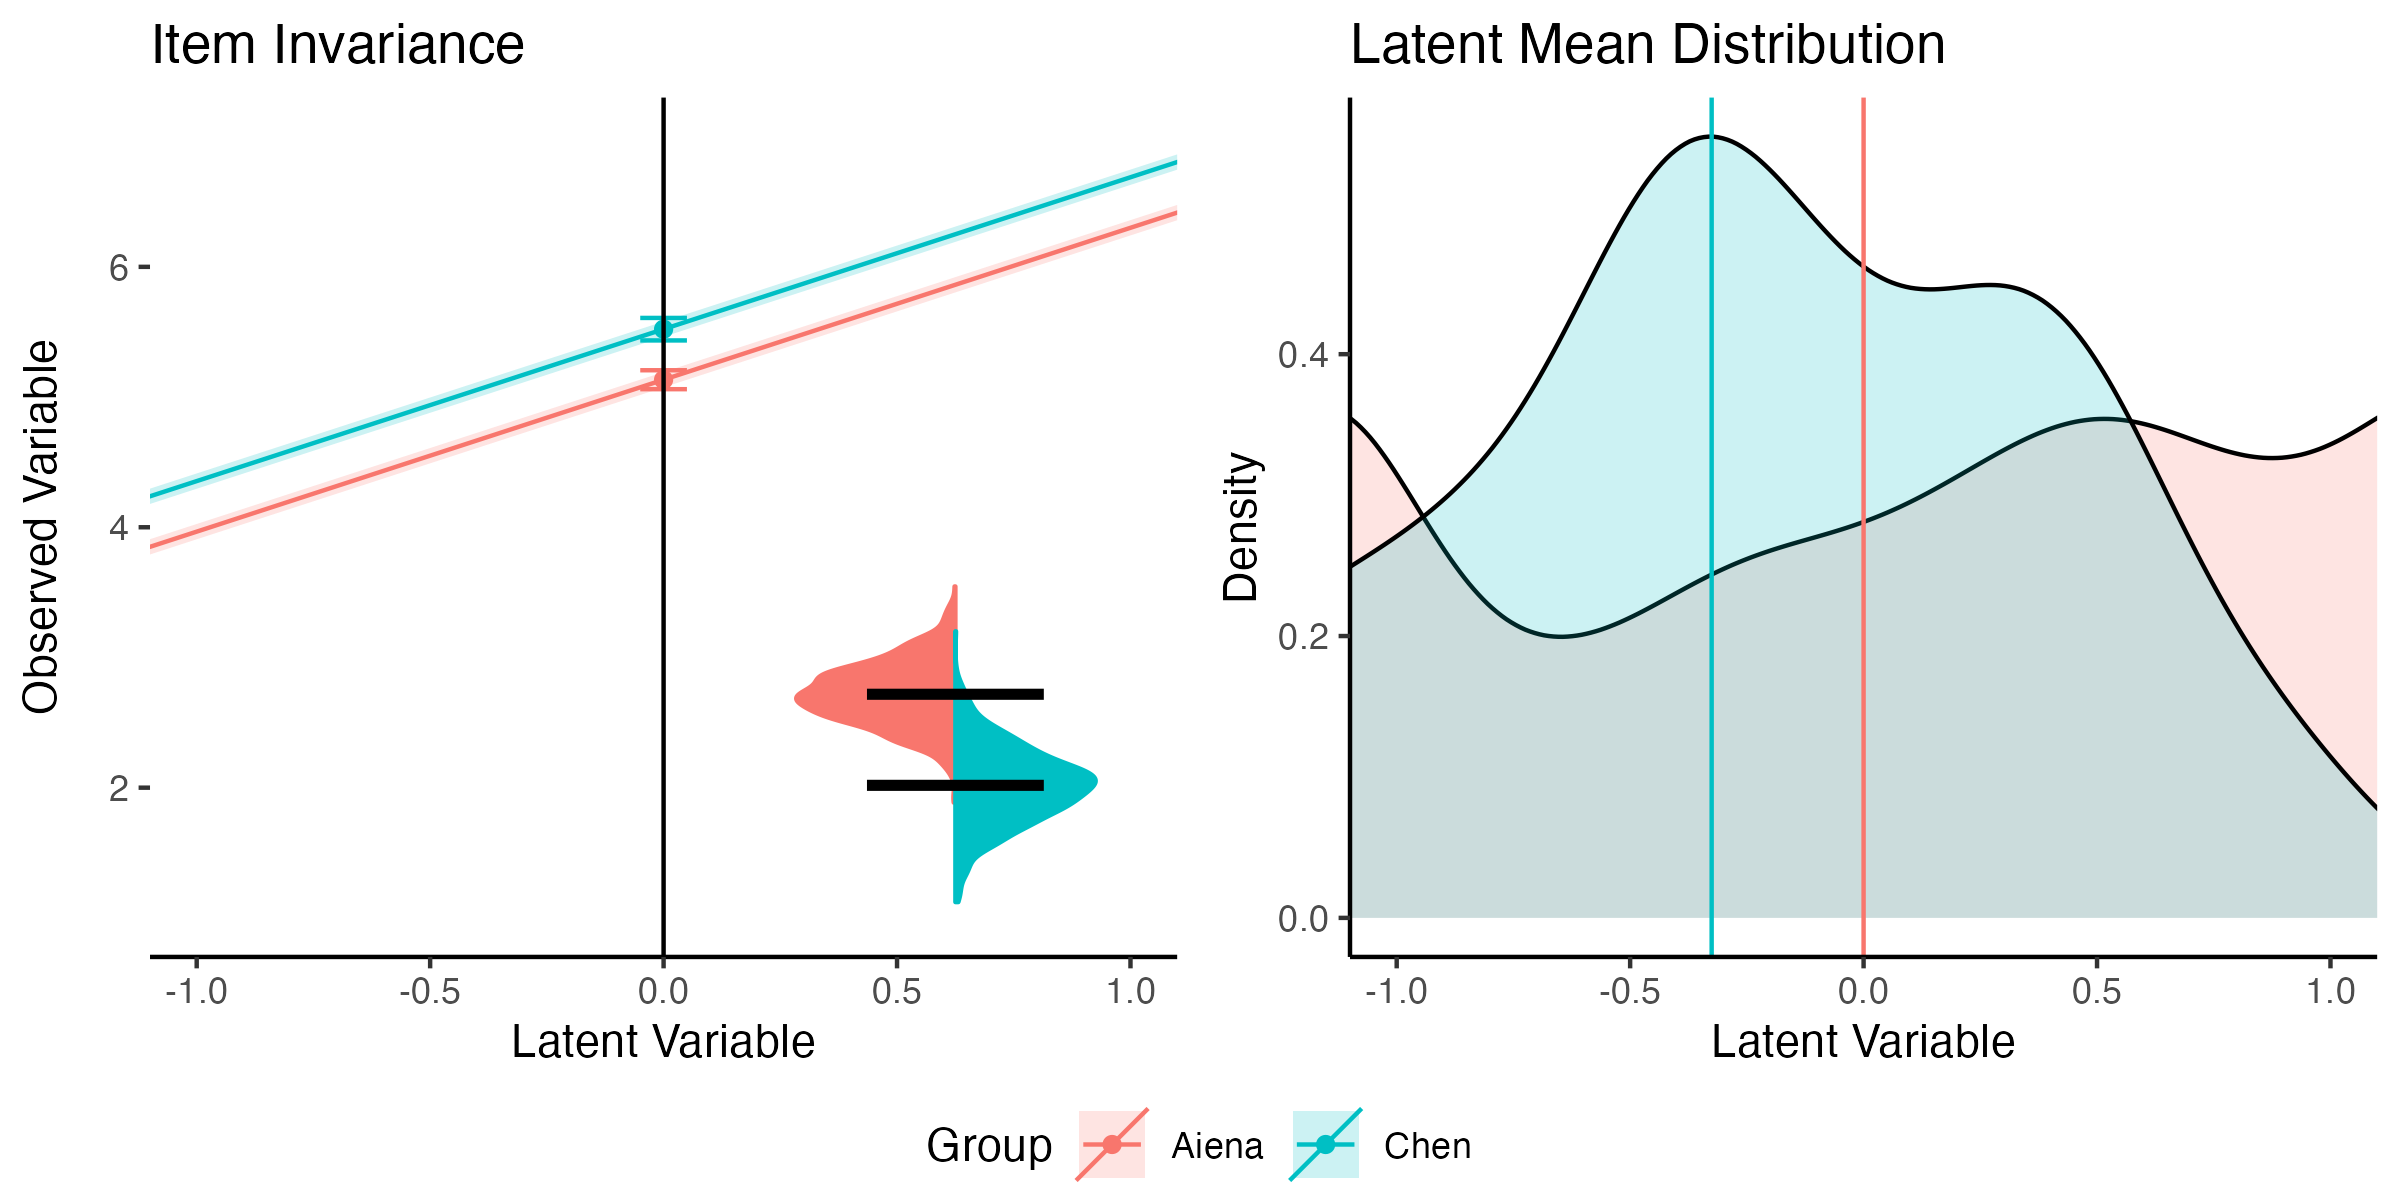 Item Invariance
Observed Variable
6
4
2
-1.0 -0.5 0.0 0.5 1.0
Latent Variable
Latent Mean Distribution
Density
0.4
0.2
0.0
-1.0 -0.5 0.0 0.5 1.0
Latent Variable
Group Aiena Chen